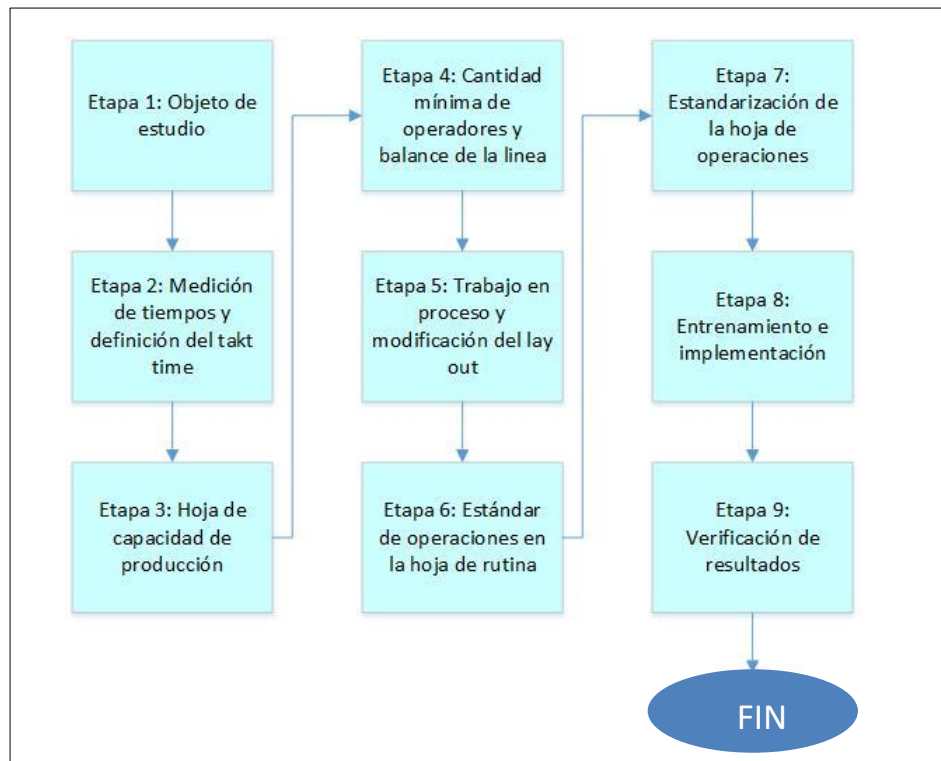 Etapa 1: Objeto de
estudio
Etapa 2: Medición
de tiempos y
definición del takt
time
Etapa 3: Hoja de
capacidad de
producción
Etapa 4: Cantidad
mínima de
operadores y
balance de la linea
Etapa 5: Trabajo en
proceso y
modificación del lay
out
Etapa 6: Estándar
de operaciones en
la hoja de rutina
Etapa 7:
Estandarización de
la hoja de
operaciones
Etapa 8:
Entrenamiento e
implementación
Etapa 9:
Verificación de
resultados
FIN